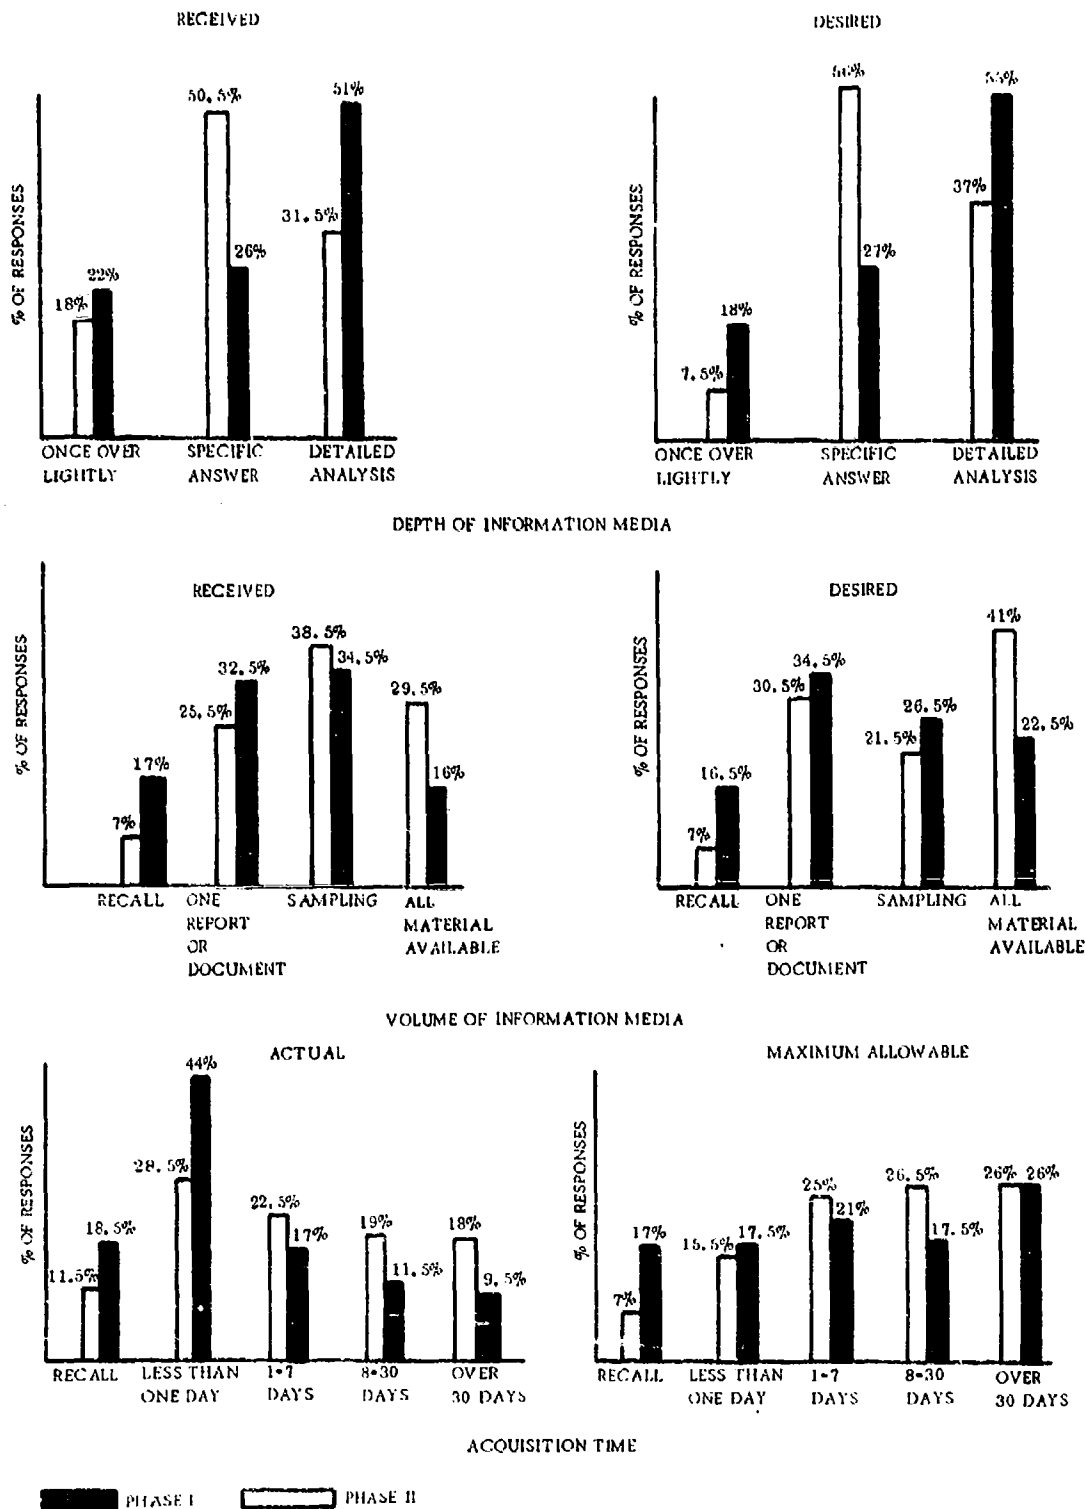 RECEIVED
DESIRED
50.5%
51%
31.5%
26%
22%
18%
% OF RESPONSES
ONCE OVER LIGHTLY
SPECIFIC ANSWER
DETAILED ANALYSIS
55%
37%
27%
18%
7.5%
% OF RESPONSES
ONCE OVER LIGHTLY
SPECIFIC ANSWER
DETAILED ANALYSIS
DEPTH OF INFORMATION MEDIA
RECEIVED
38.5%
34.5%
32.5%
29.5%
25.5%
17%
16%
7%
% OF RESPONSES
RECALL
ONE REPORT OR DOCUMENT
SAMPLING
ALL MATERIAL AVAILABLE
DESIRED
41%
34.5%
30.5%
26.5%
22.5%
21.5%
16.5%
7%
% OF RESPONSES
RECALL
ONE REPORT OR DOCUMENT
SAMPLING
ALL MATERIAL AVAILABLE
VOLUME OF INFORMATION MEDIA
ACTUAL
44%
28.5%
22.5%
18.5%
17%
19%
18%
11.5%
11.5%
9.5%
% OF RESPONSES
RECALL
LESS THAN ONE DAY
1-7 DAYS
8-30 DAYS
OVER 30 DAYS
MAXIMUM ALLOWABLE
7%
17%
15.5%
17.5%
25%
21%
26.5%
17.5%
26%
26%
% OF RESPONSES
RECALL
LESS THAN ONE DAY
1-7 DAYS
8-30 DAYS
OVER 30 DAYS
ACQUISITION TIME
PHASE I
PHASE II